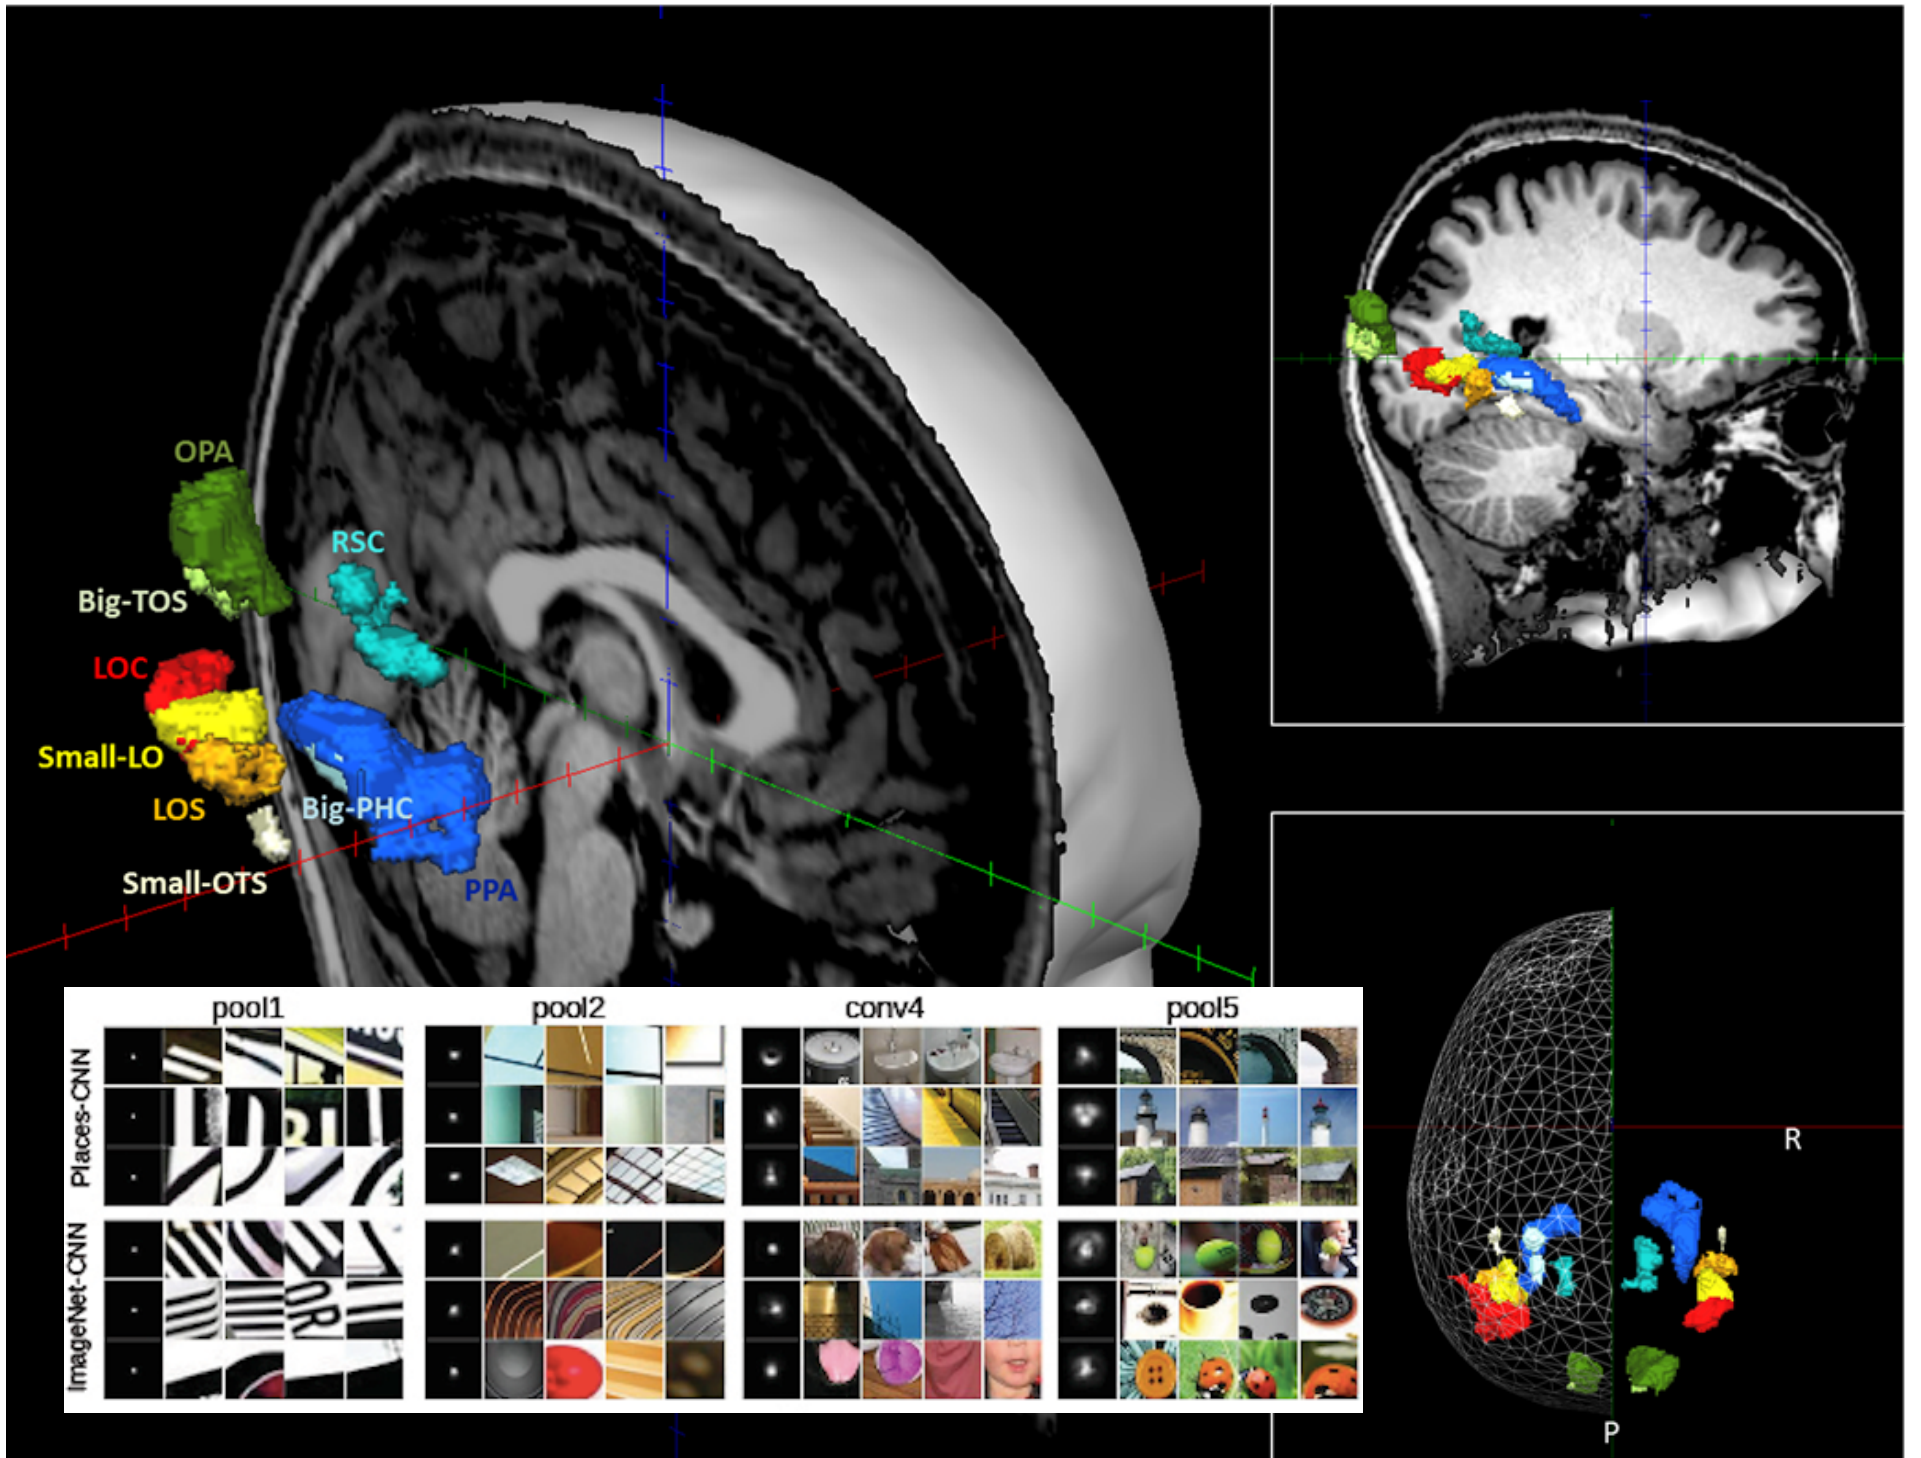 OPA
RSC
Big-TOS
LOC
Small-LO
LOS
Big-PHC
Small-OTS
PPA
pool1 pool2 conv4 pool5
Places-CNN
ImageNet-CNN
R
P